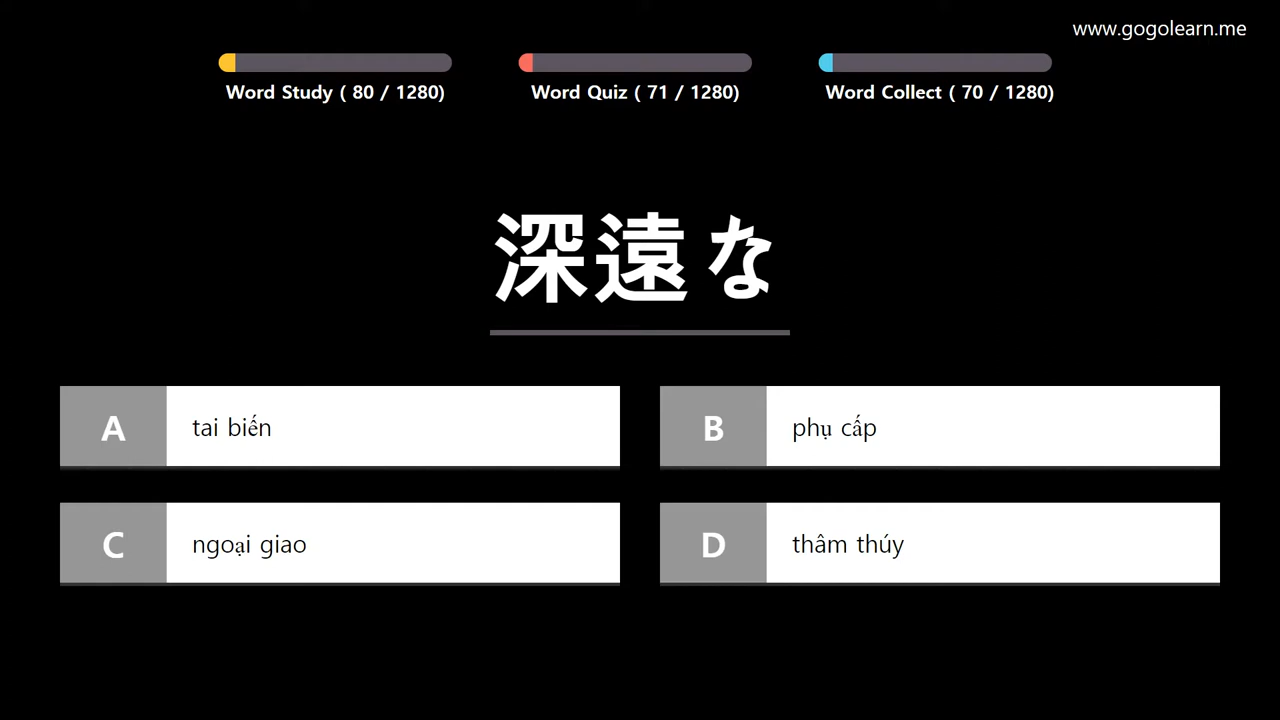 www.gogolearn.me
Word Study ( 80 / 1280)
Word Quiz ( 71 / 1280)
Word Collect ( 70 / 1280)
深遠な
A tai biến
B phụ cấp
C ngoại giao
D thâm thúy